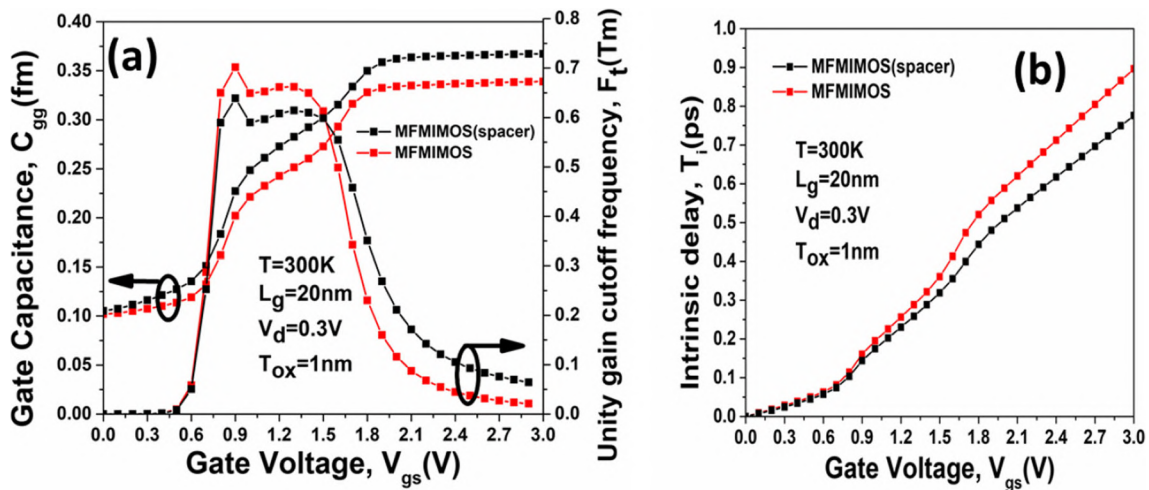 (a)
Gate Capacitance, Cgg(fm)
0.40
0.35
0.30
0.25
0.20
0.15
0.10
0.05
0.00
MFMIMOS(spacer)
MFMIMOS
T=300K
Lg=20nm
Vd=0.3V
Tox=1nm
0.0 0.3 0.6 0.9 1.2 1.5 1.8 2.1 2.4 2.7 3.0
Gate Voltage, Vgs(V)
0.8
0.7
0.6
0.5
0.4
0.3
0.2
0.1
0.0
Unity gain cutoff frequency, Ft(Tm)
(b)
Intrinsic delay, Ti(ps)
1.0
0.9
0.8
0.7
0.6
0.5
0.4
0.3
0.2
0.1
0.0
MFMIMOS(spacer)
MFMIMOS
T=300K
Lg=20nm
Vd=0.3V
Tox=1nm
0.0 0.3 0.6 0.9 1.2 1.5 1.8 2.1 2.4 2.7 3.0
Gate Voltage, Vgs(V)